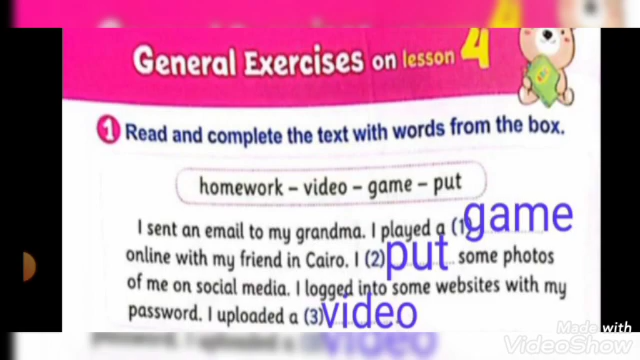 General Exercises on lesson 4
1 Read and complete the text with words from the box.
homework – video – game – put
I sent an email to my grandma. I played a (1) game
online with my friend in Cairo. I (2) put some photos
of me on social media. I logged into some websites with my
password. I uploaded a (3) video
Made with
VideoShow